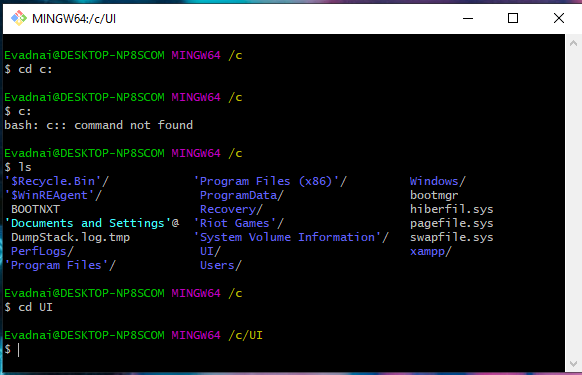 MINGW64:/c/UI
Evadnai@DESKTOP-NP8SCOM MINGW64 /c
$ cd c:
Evadnai@DESKTOP-NP8SCOM MINGW64 /c
$ c:
bash: c:: command not found
Evadnai@DESKTOP-NP8SCOM MINGW64 /c
$ ls
'$Recycle.Bin'/ 'Program Files (x86)'/ Windows/
'$WinREAgent'/ ProgramData/ bootmgr
BOOTNXT Recovery/ hiberfil.sys
'Documents and Settings'@ 'Riot Games'/ pagefile.sys
DumpStack.log.tmp 'System Volume Information'/ swapfile.sys
PerfLogs/ UI/ xampp/
'Program Files'/ Users/
Evadnai@DESKTOP-NP8SCOM MINGW64 /c
$ cd UI
Evadnai@DESKTOP-NP8SCOM MINGW64 /c/UI
$